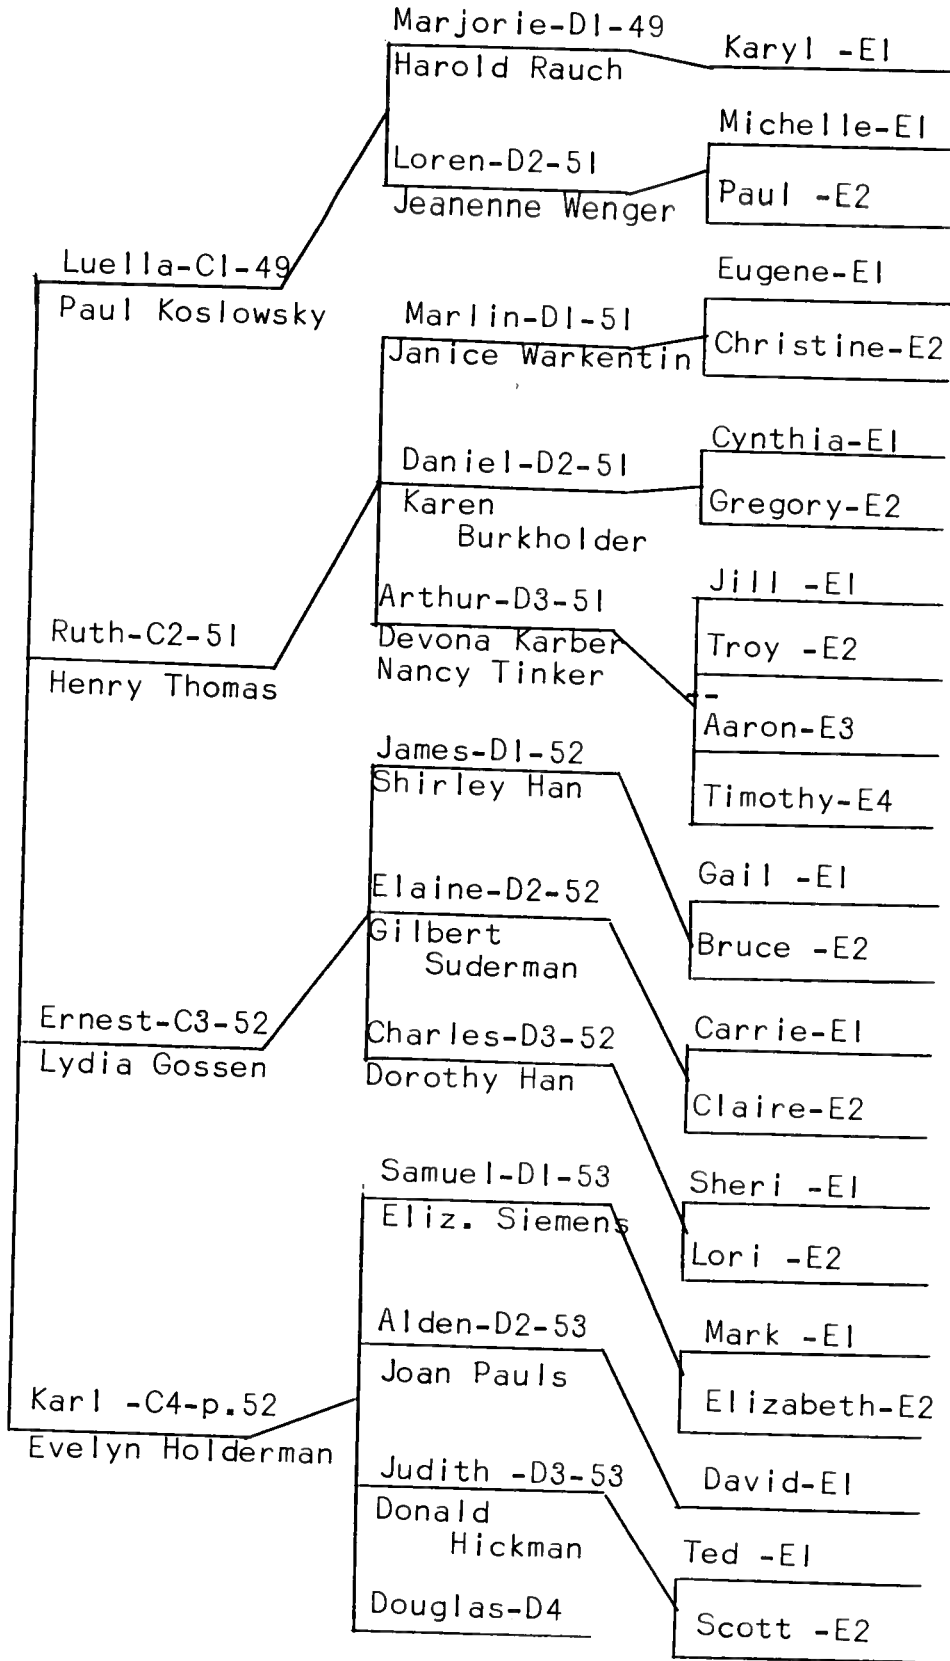 Marjorie-D1-49
Harold Rauch
Karyl -E1
Loren-D2-51
Jeanenne Wenger
Michelle-E1
Paul -E2
Luella-C1-49
Paul Koslowsky
Marlin-D1-51
Janice Warkentin
Eugene-E1
Christine-E2
Daniel-D2-51
Karen
Burkholder
Cynthia-E1
Gregory-E2
Arthur-D3-51
Devona Karber
Nancy Tinker
Jill -E1
Troy -E2
Aaron-E3
Timothy-E4
Ruth-C2-51
Henry Thomas
James-D1-52
Shirley Han
Gail -E1
Bruce -E2
Elaine-D2-52
Gilbert
Suderman
Carrie-E1
Claire-E2
Ernest-C3-52
Lydia Gossen
Charles-D3-52
Dorothy Han
Sheri -E1
Lori -E2
Samuel-D1-53
Eliz. Siemens
Mark -E1
Elizabeth-E2
Alden-D2-53
Joan Pauls
David-E1
Karl -C4-p.52
Evelyn Holderman
Judith -D3-53
Donald
Hickman
Ted -E1
Scott -E2
Douglas-D4